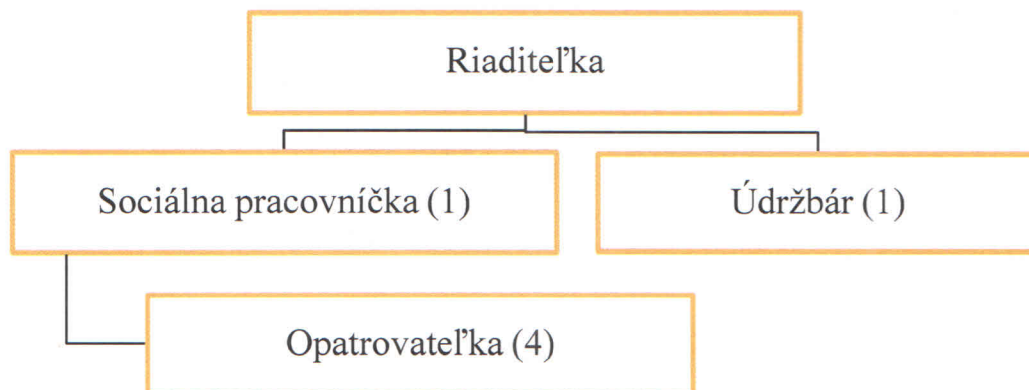 Riaditeľka
Sociálna pracovníčka (1)
Údržbár (1)
Opatrovateľka (4)